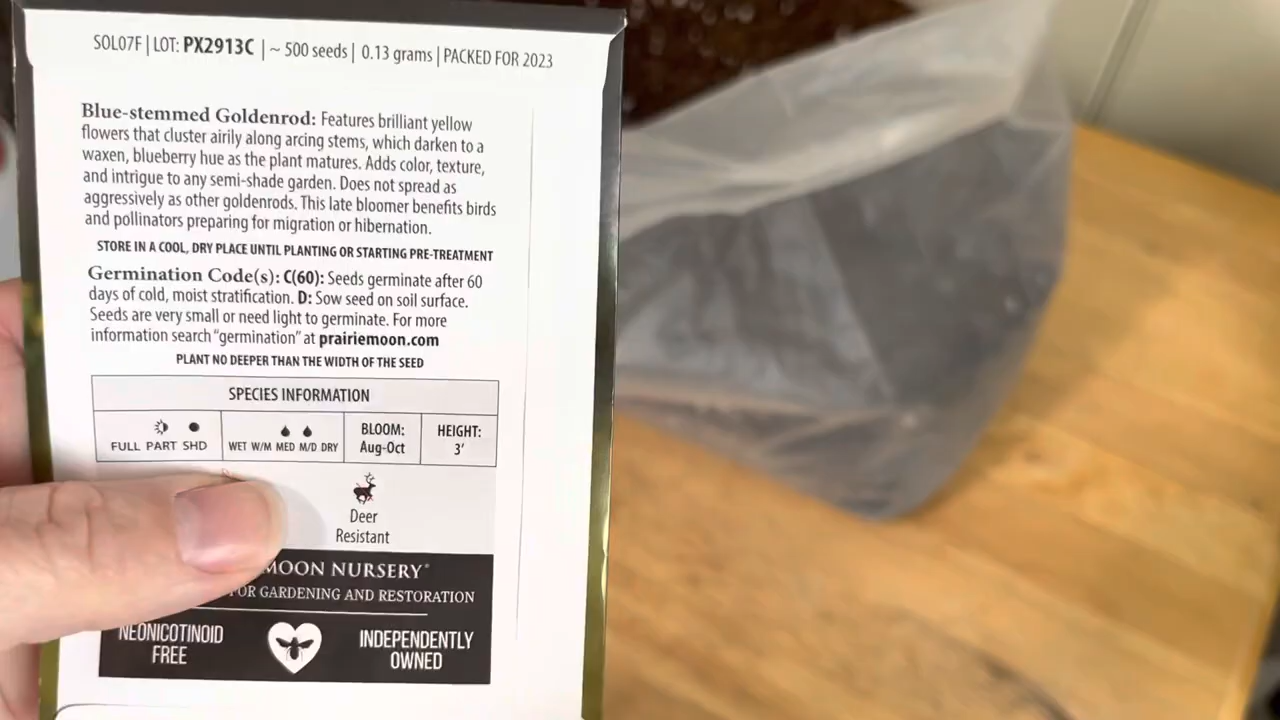 SOL07F | LOT: PX2913C | ~ 500 seeds | 0.13 grams | PACKED FOR 2023
Blue-stemmed Goldenrod: Features brilliant yellow
flowers that cluster airily along arcing stems, which darken to a
waxen, blueberry hue as the plant matures. Adds color, texture,
and intrigue to any semi-shade garden. Does not spread as
aggressively as other goldenrods. This late bloomer benefits birds
and pollinators preparing for migration or hibernation.
STORE IN A COOL, DRY PLACE UNTIL PLANTING OR STARTING PRE-TREATMENT
Germination Code(s): C(60): Seeds germinate after 60
days of cold, moist stratification. D: Sow seed on soil surface.
Seeds are very small or need light to germinate. For more
information search "germination" at prairiemoon.com
PLANT NO DEEPER THAN THE WIDTH OF THE SEED
SPECIES INFORMATION
FULL PART SHD WET W/M MED M/D DRY BLOOM: Aug-Oct HEIGHT: 3'
Deer
Resistant
MOON NURSERY®
FOR GARDENING AND RESTORATION
NEONICOTINOID FREE
INDEPENDENTLY OWNED